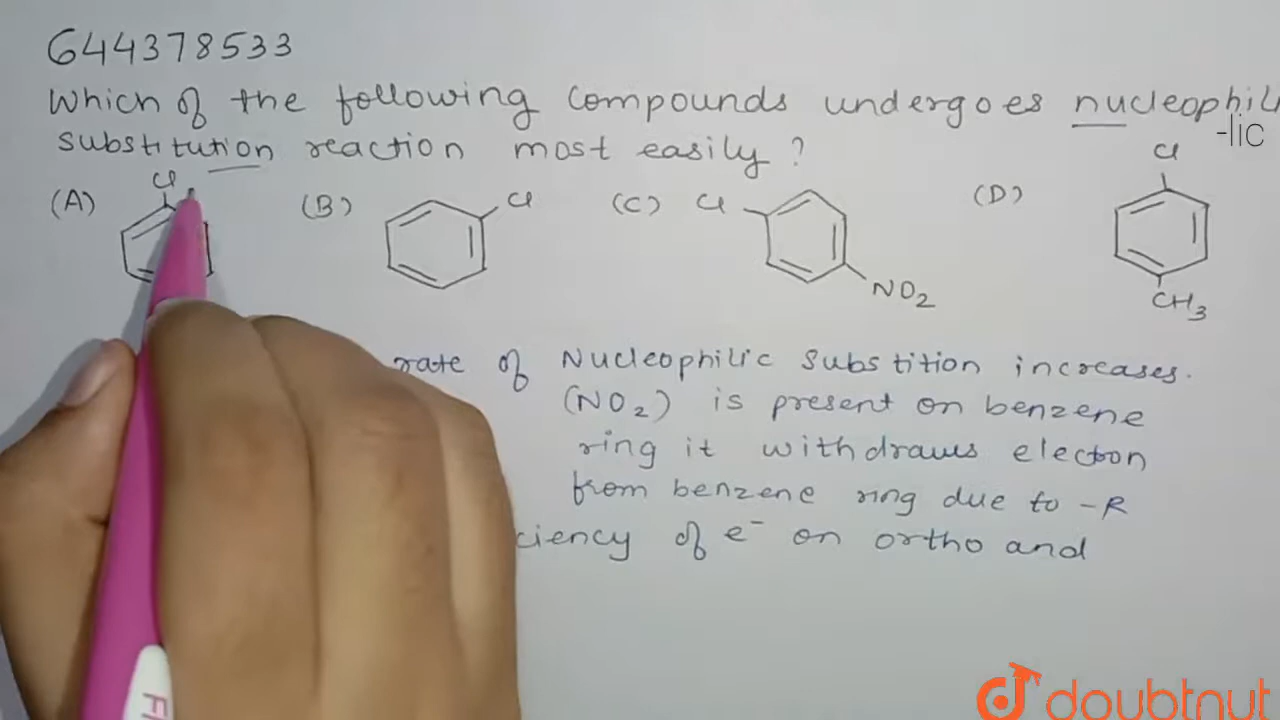 644378533
Which of the following compounds undergoes nucleophili
-lic
substitution reaction most easily ?
(A) Cl (B) Cl (C) Cl NO2 (D) Cl CH3
rate of Nucleophilic Substition increases.
(NO2) is present on benzene
ring it withdraws electron
from benzene ring due to -R
ciency of e- on ortho and
doubtnut